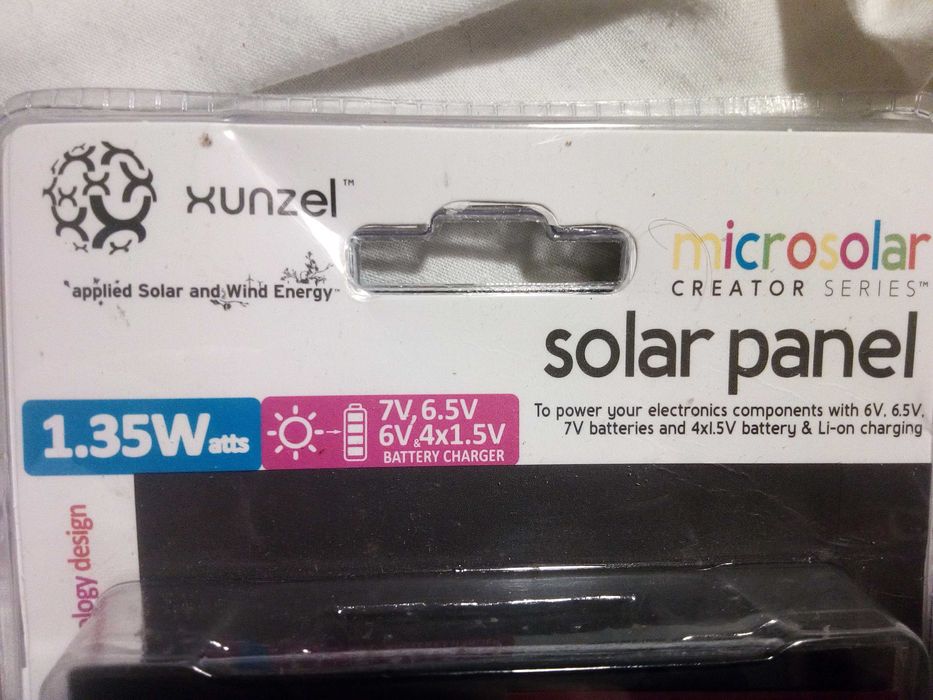 xunzel™
applied Solar and Wind Energy™
microsolar
CREATOR SERIES™
solar panel
To power your electronics components with 6V, 6.5V,
7V batteries and 4x1.5V battery & Li-on charging
1.35Watts
7V, 6.5V
6V & 4x1.5V
BATTERY CHARGER
ology design